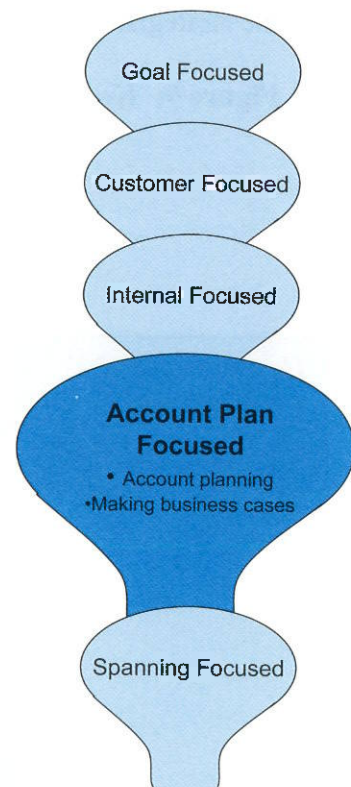 Goal Focused
Customer Focused
Internal Focused
Account Plan
Focused
• Account planning
•Making business cases
Spanning Focused